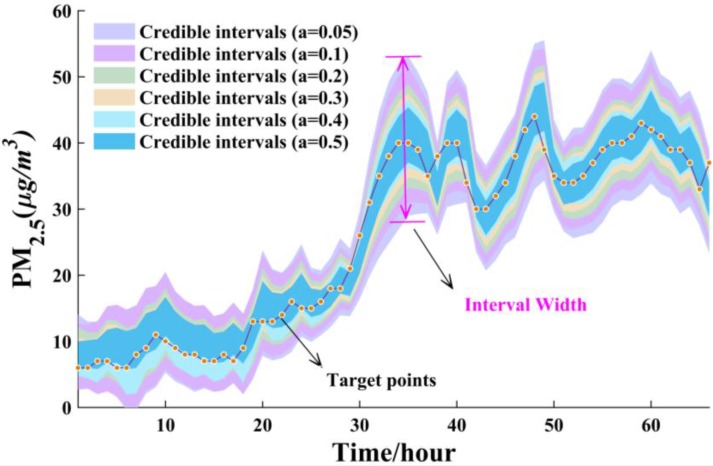 60
50
40
30
20
10
0
PM2.5(μg/m³)
Credible intervals (a=0.05)
Credible intervals (a=0.1)
Credible intervals (a=0.2)
Credible intervals (a=0.3)
Credible intervals (a=0.4)
Credible intervals (a=0.5)
Interval Width
Target points
10 20 30 40 50 60
Time/hour